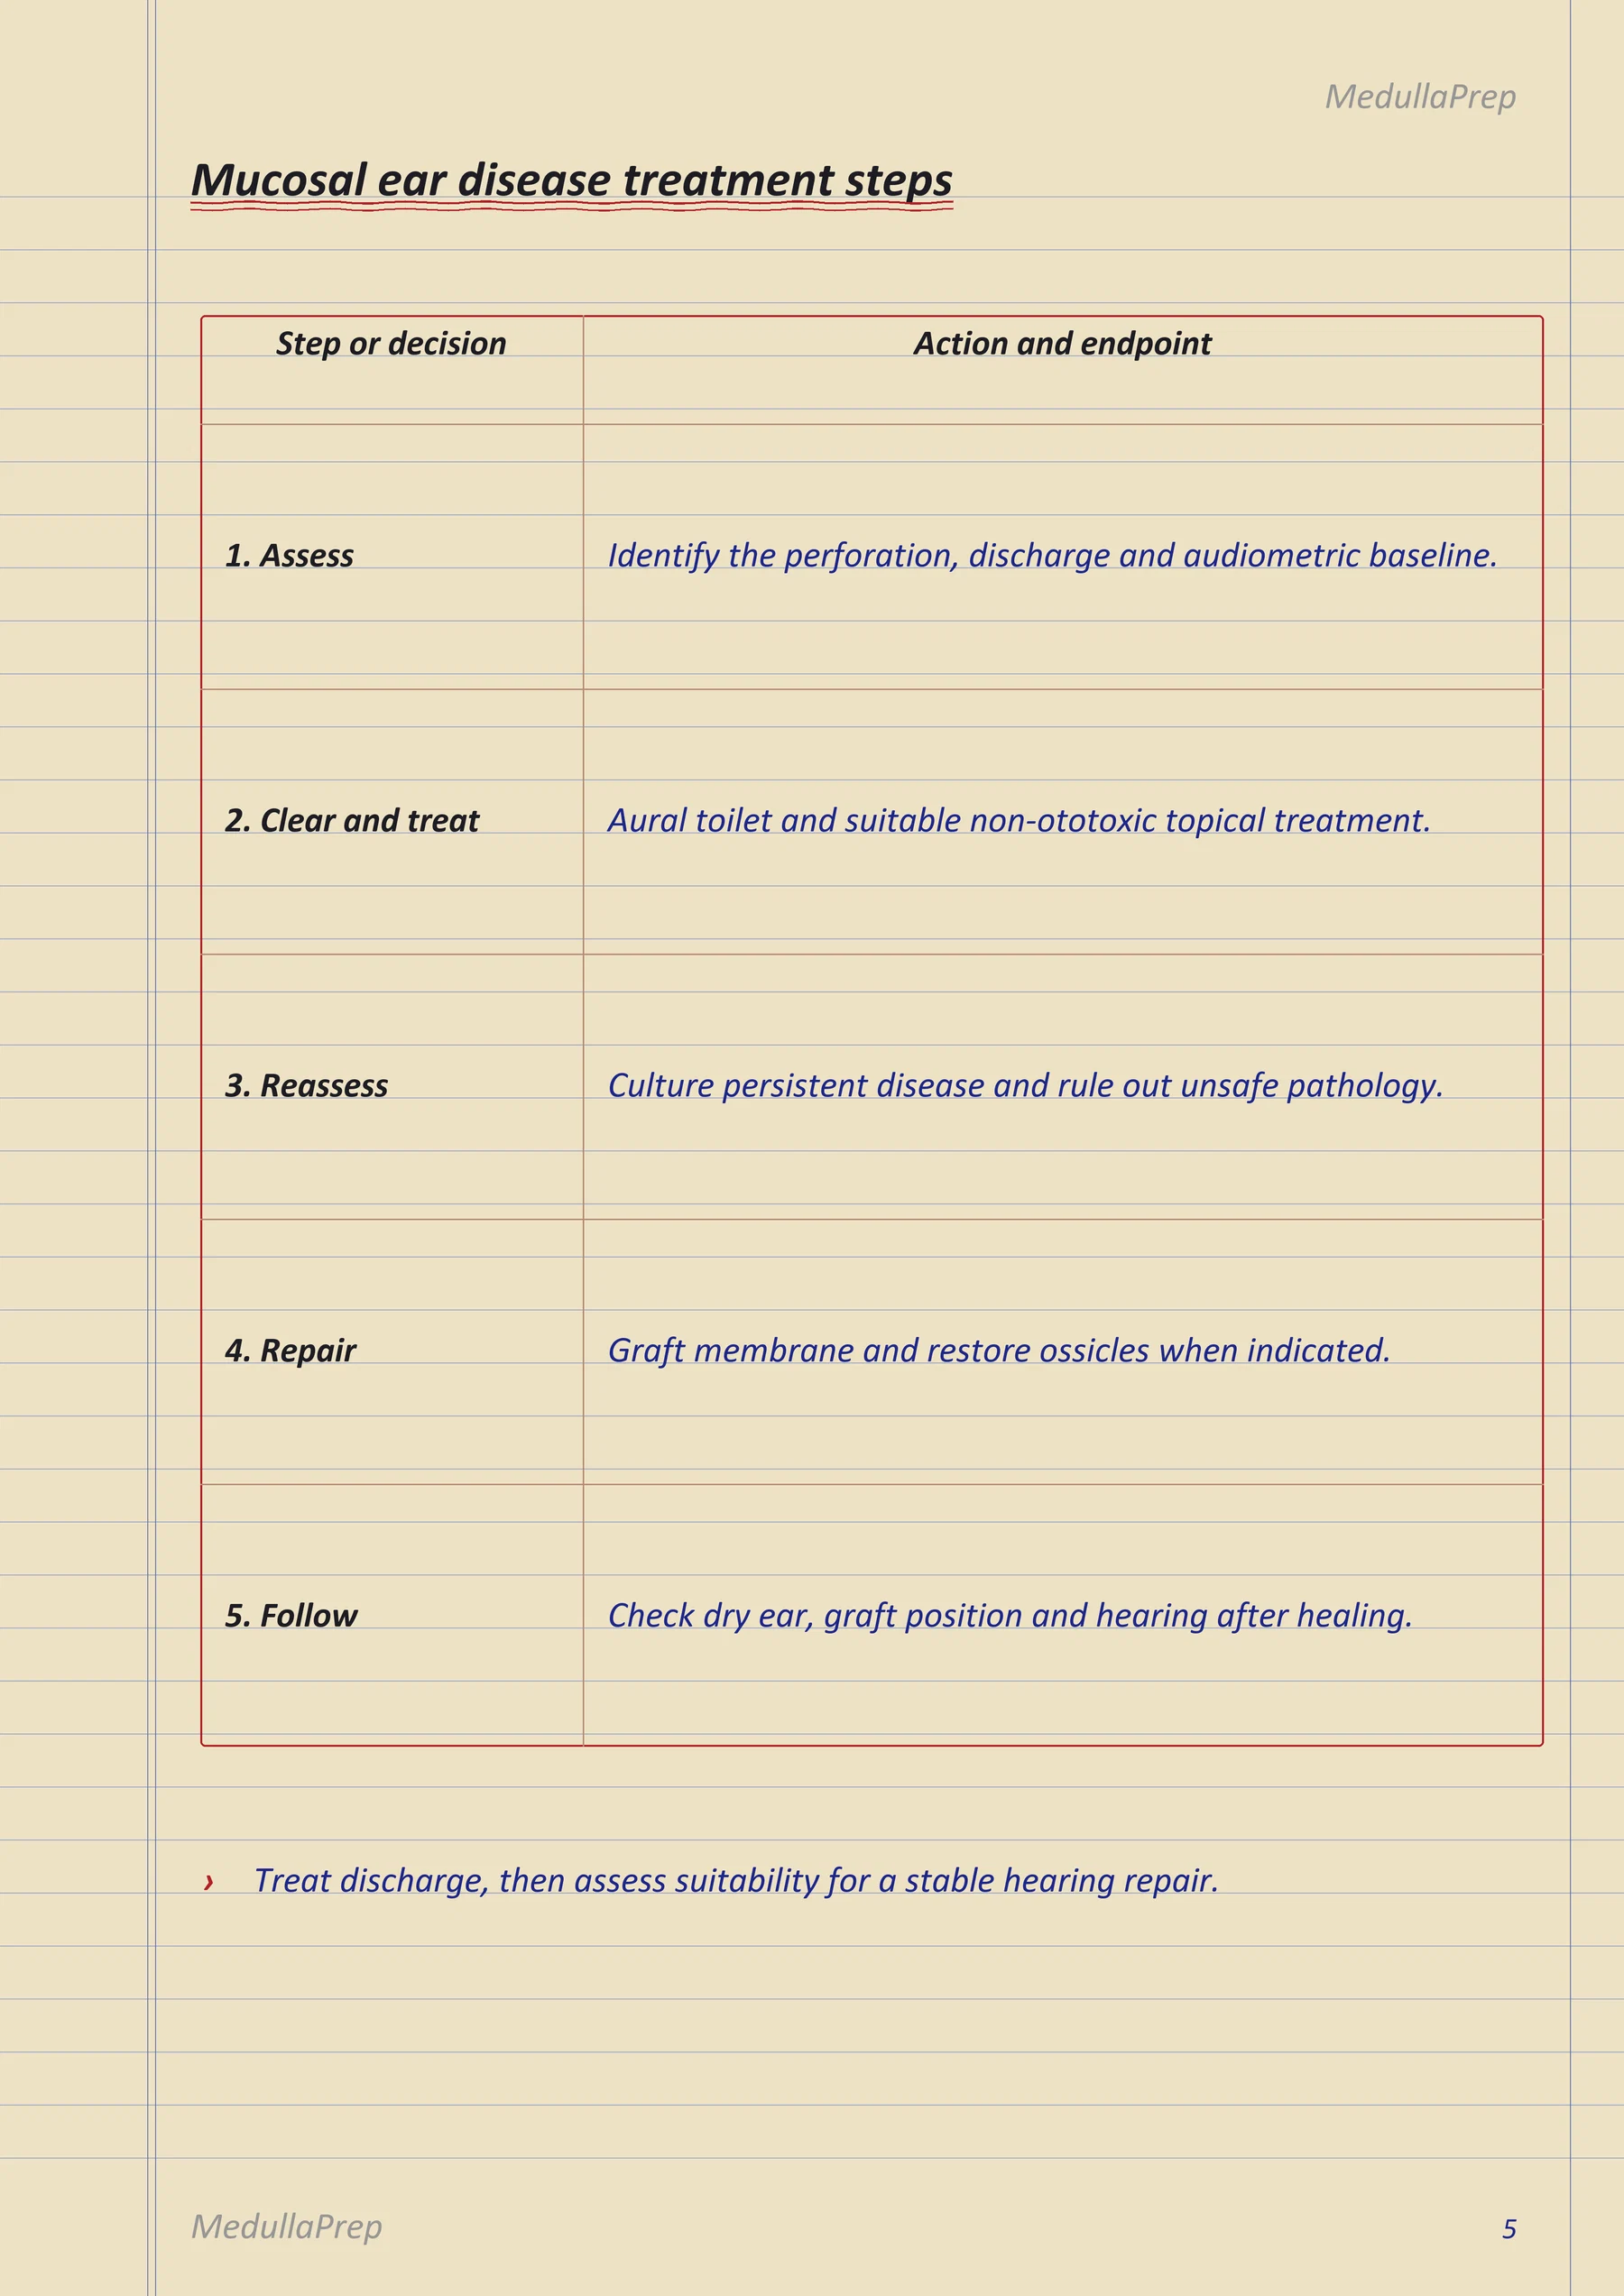 MedullaPrep
Mucosal ear disease treatment steps
Step or decision Action and endpoint
1. Assess Identify the perforation, discharge and audiometric baseline.
2. Clear and treat Aural toilet and suitable non-ototoxic topical treatment.
3. Reassess Culture persistent disease and rule out unsafe pathology.
4. Repair Graft membrane and restore ossicles when indicated.
5. Follow Check dry ear, graft position and hearing after healing.
› Treat discharge, then assess suitability for a stable hearing repair.
MedullaPrep 5